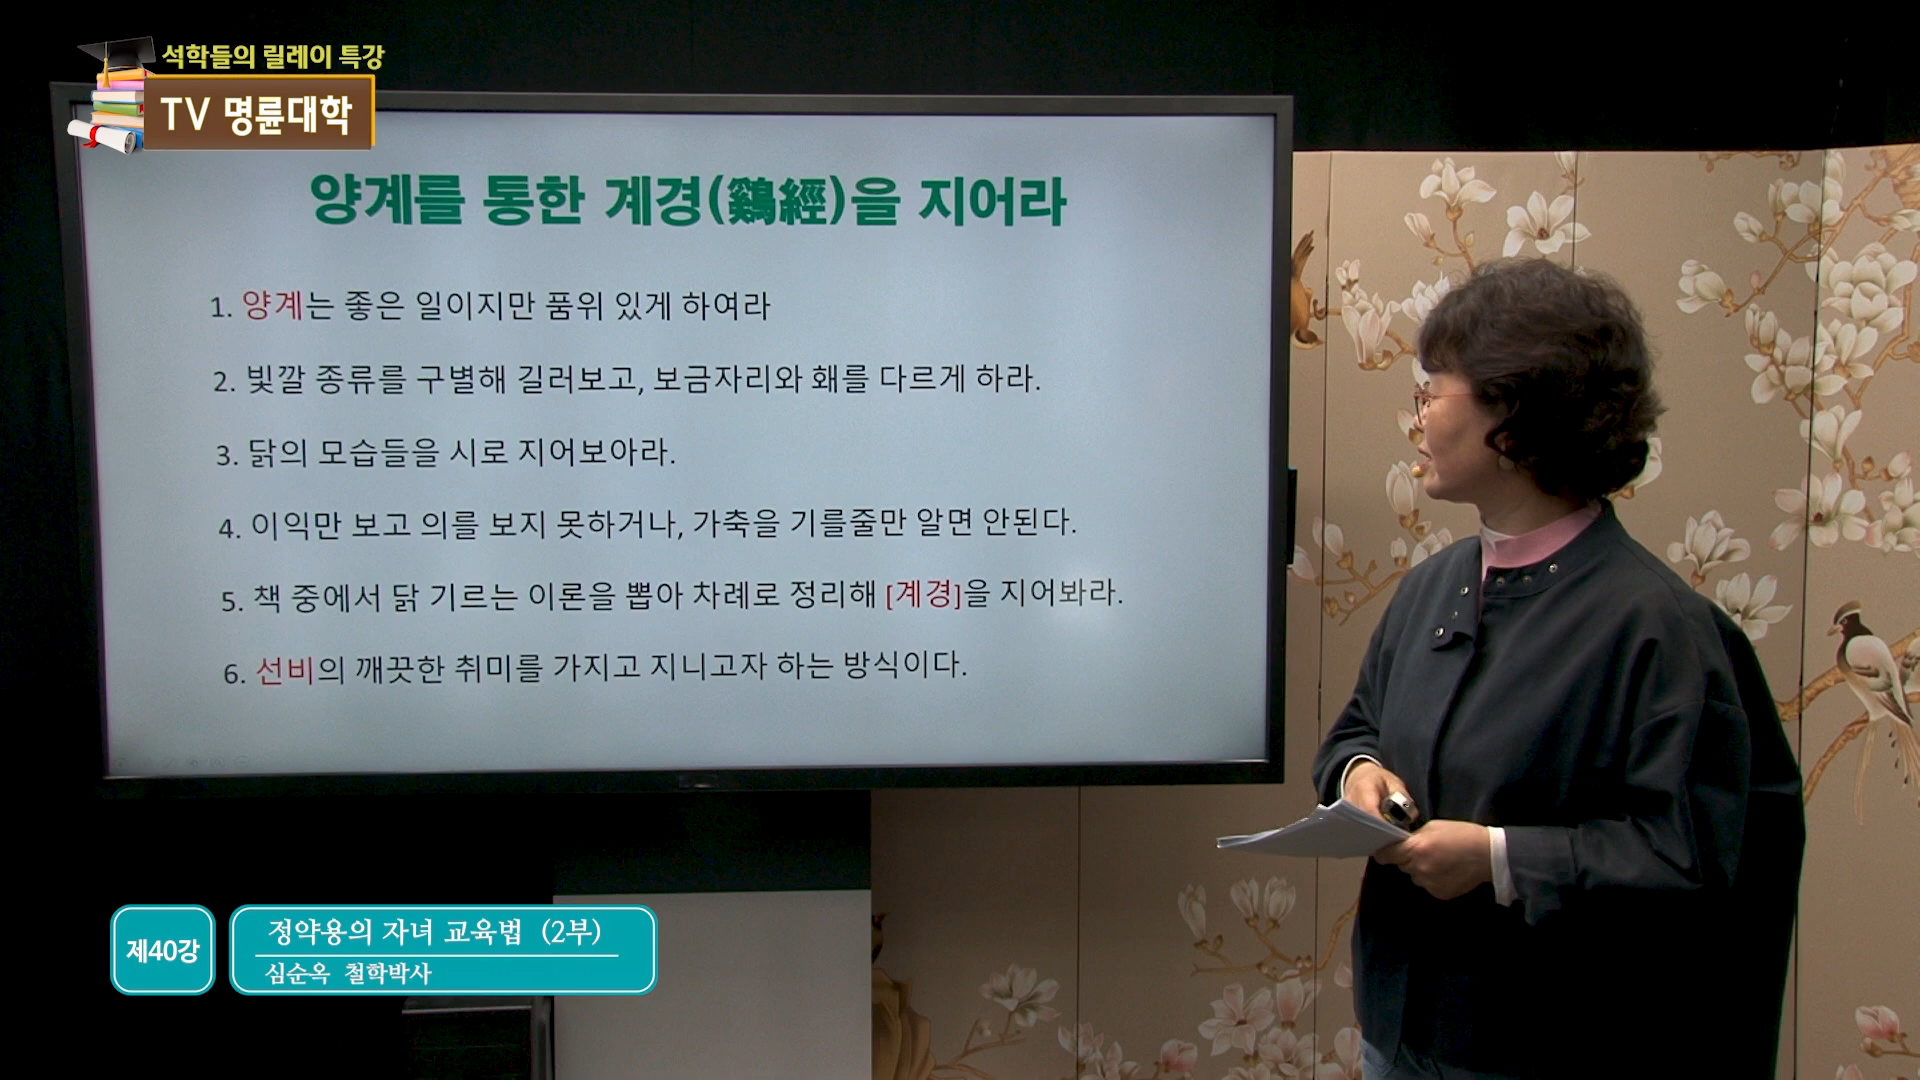 석학들의 릴레이 특강
TV 명륜대학
양계를 통한 계경(鷄經)을 지어라
1. 양계는 좋은 일이지만 품위 있게 하여라
2. 빛깔 종류를 구별해 길러보고, 보금자리와 홰를 다르게 하라.
3. 닭의 모습들을 시로 지어보아라.
4. 이익만 보고 의를 보지 못하거나, 가축을 기를줄만 알면 안된다.
5. 책 중에서 닭 기르는 이론을 뽑아 차례로 정리해 [계경]을 지어봐라.
6. 선비의 깨끗한 취미를 가지고 지니고자 하는 방식이다.
제40강
정약용의 자녀 교육법 (2부)
심순옥 철학박사